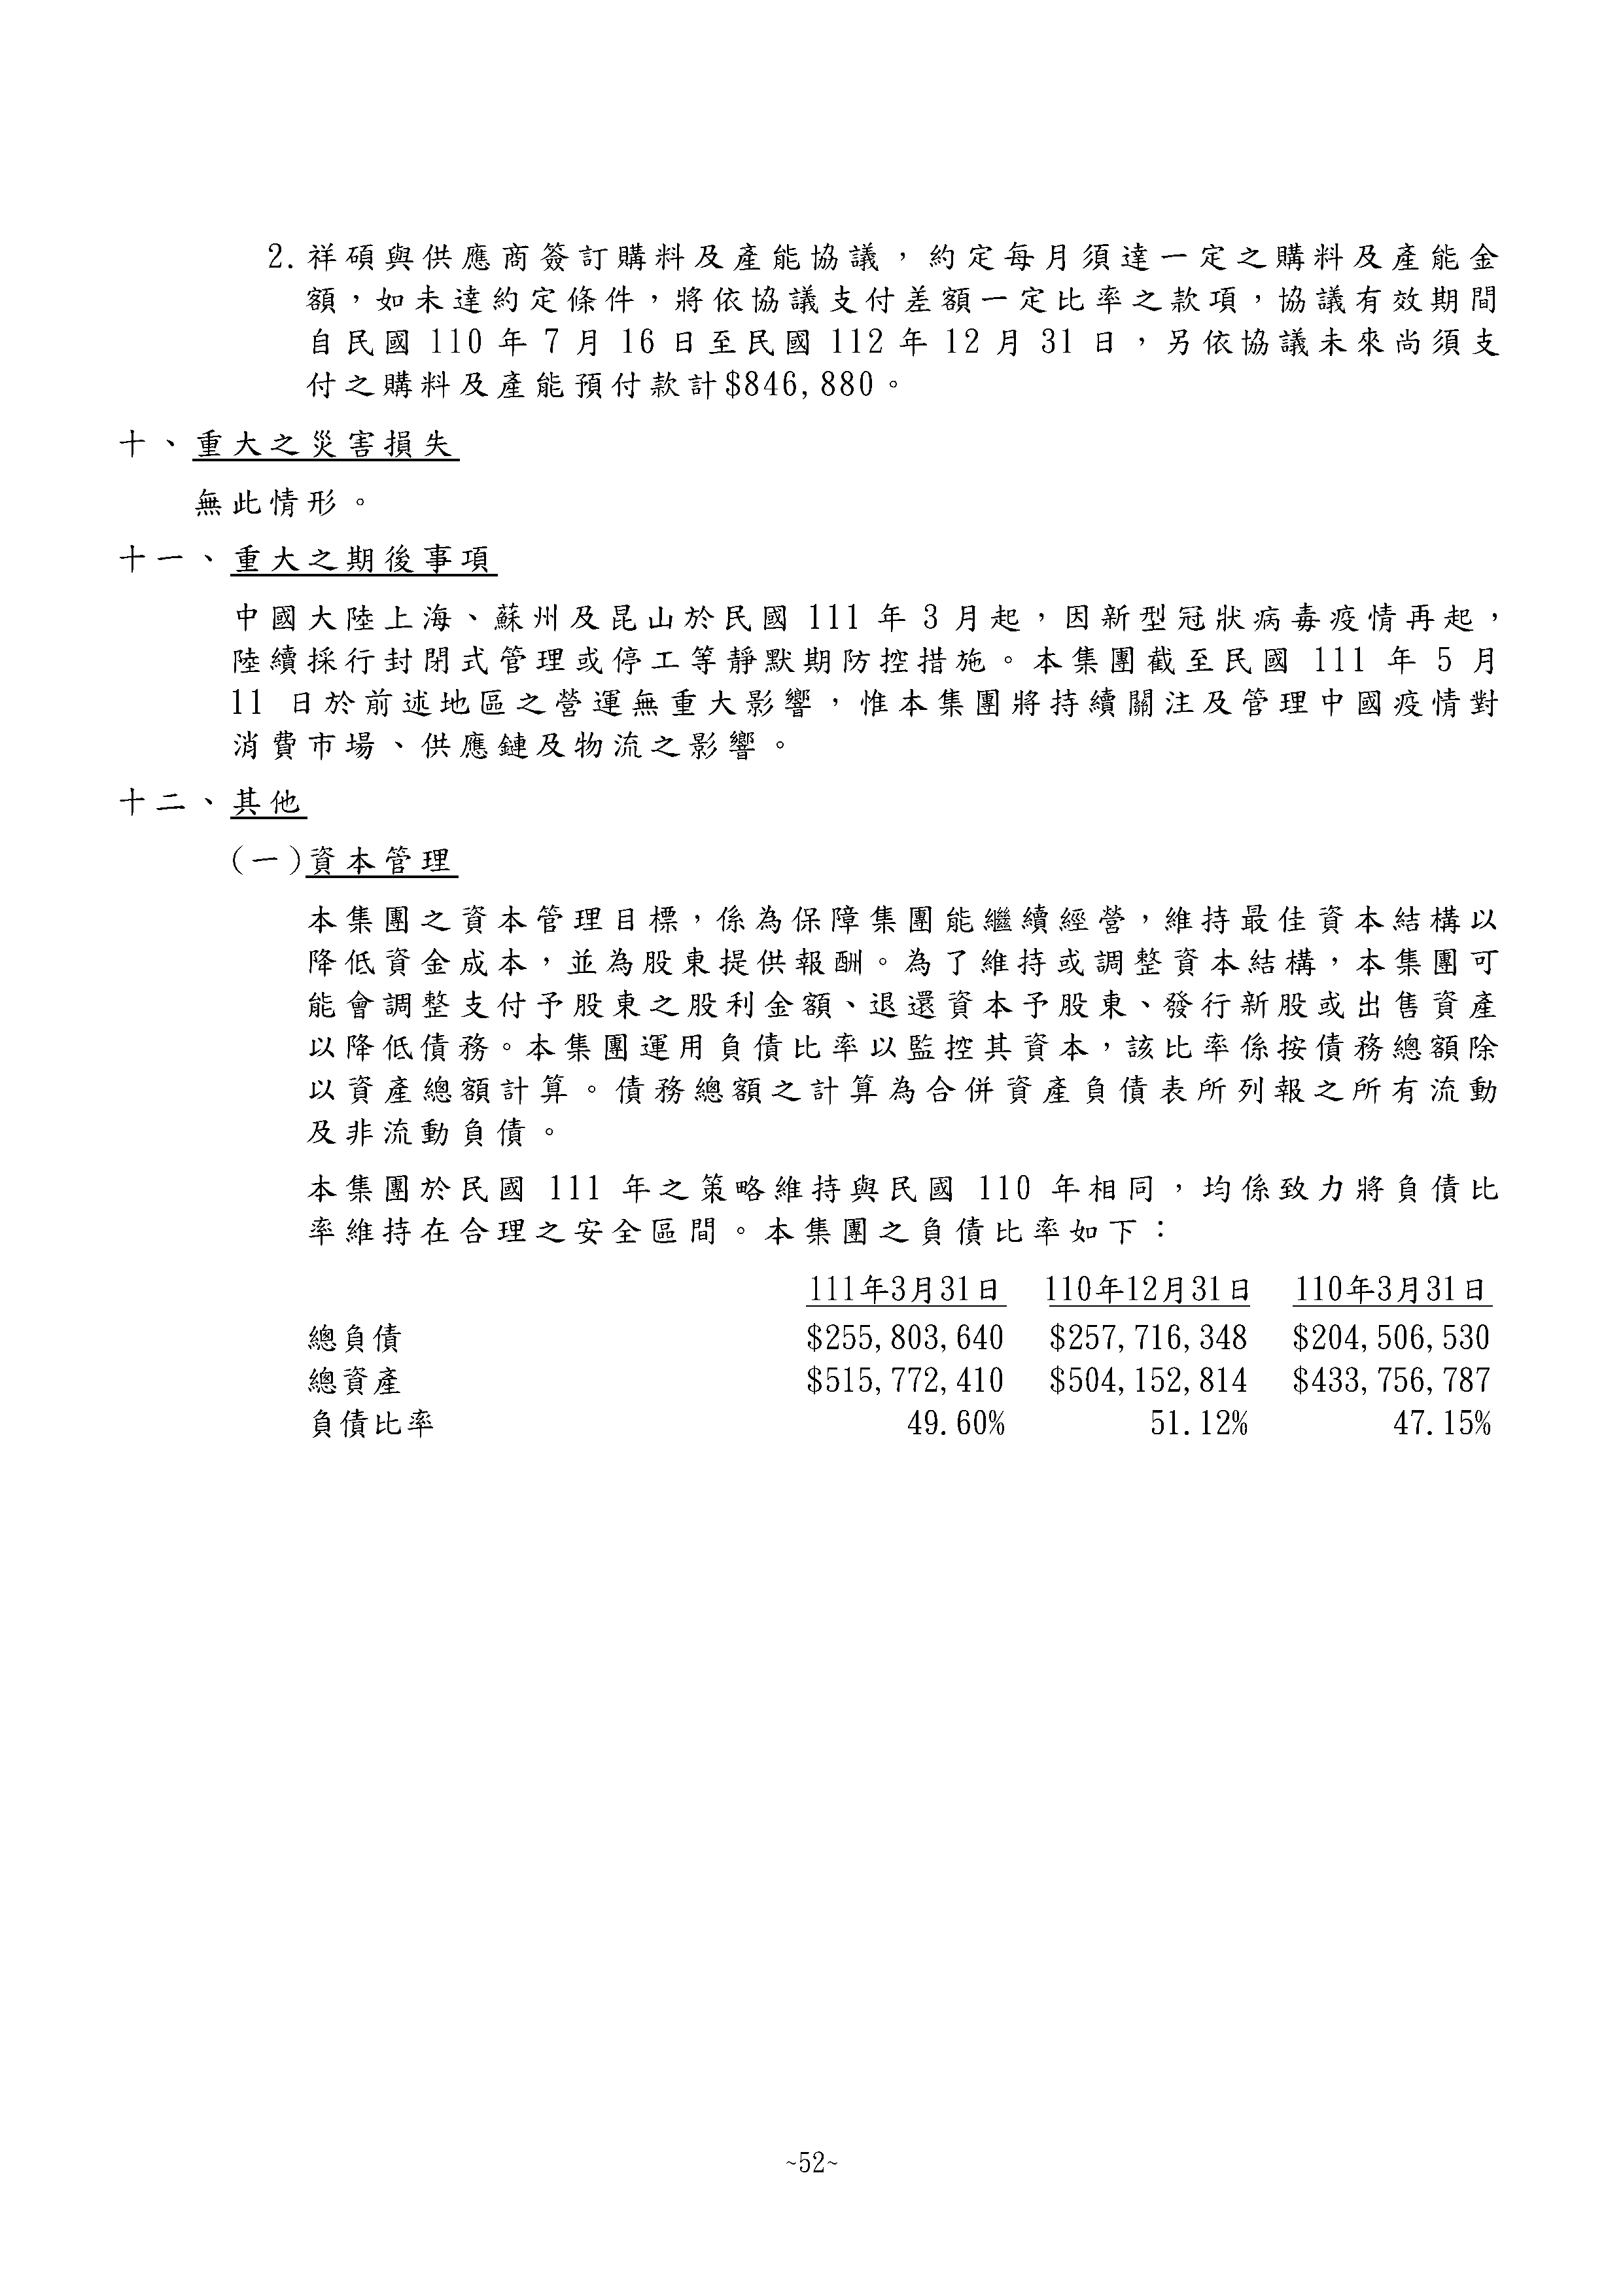 2.祥碩與供應商簽訂購料及產能協議，約定每月須達一定之購料及產能金
額，如未達約定條件，將依協議支付差額一定比率之款項，協議有效期間
自民國 110 年 7 月 16 日至民國 112 年 12 月 31 日，另依協議未來尚須支
付之購料及產能預付款計$846,880。
十、重大之災害損失
無此情形。
十一、重大之期後事項
中國大陸上海、蘇州及昆山於民國 111 年 3 月起，因新型冠狀病毒疫情再起，
陸續採行封閉式管理或停工等靜默期防控措施。本集團截至民國 111 年 5 月
11 日於前述地區之營運無重大影響，惟本集團將持續關注及管理中國疫情對
消費市場、供應鏈及物流之影響。
十二、其他
(一)資本管理
本集團之資本管理目標，係為保障集團能繼續經營，維持最佳資本結構以
降低資金成本，並為股東提供報酬。為了維持或調整資本結構，本集團可
能會調整支付予股東之股利金額、退還資本予股東、發行新股或出售資產
以降低債務。本集團運用負債比率以監控其資本，該比率係按債務總額除
以資產總額計算。債務總額之計算為合併資產負債表所列報之所有流動
及非流動負債。
本集團於民國 111 年之策略維持與民國 110 年相同，均係致力將負債比
率維持在合理之安全區間。本集團之負債比率如下：
111年3月31日 110年12月31日 110年3月31日
總負債 $255,803,640 $257,716,348 $204,506,530
總資產 $515,772,410 $504,152,814 $433,756,787
負債比率 49.60% 51.12% 47.15%
~52~